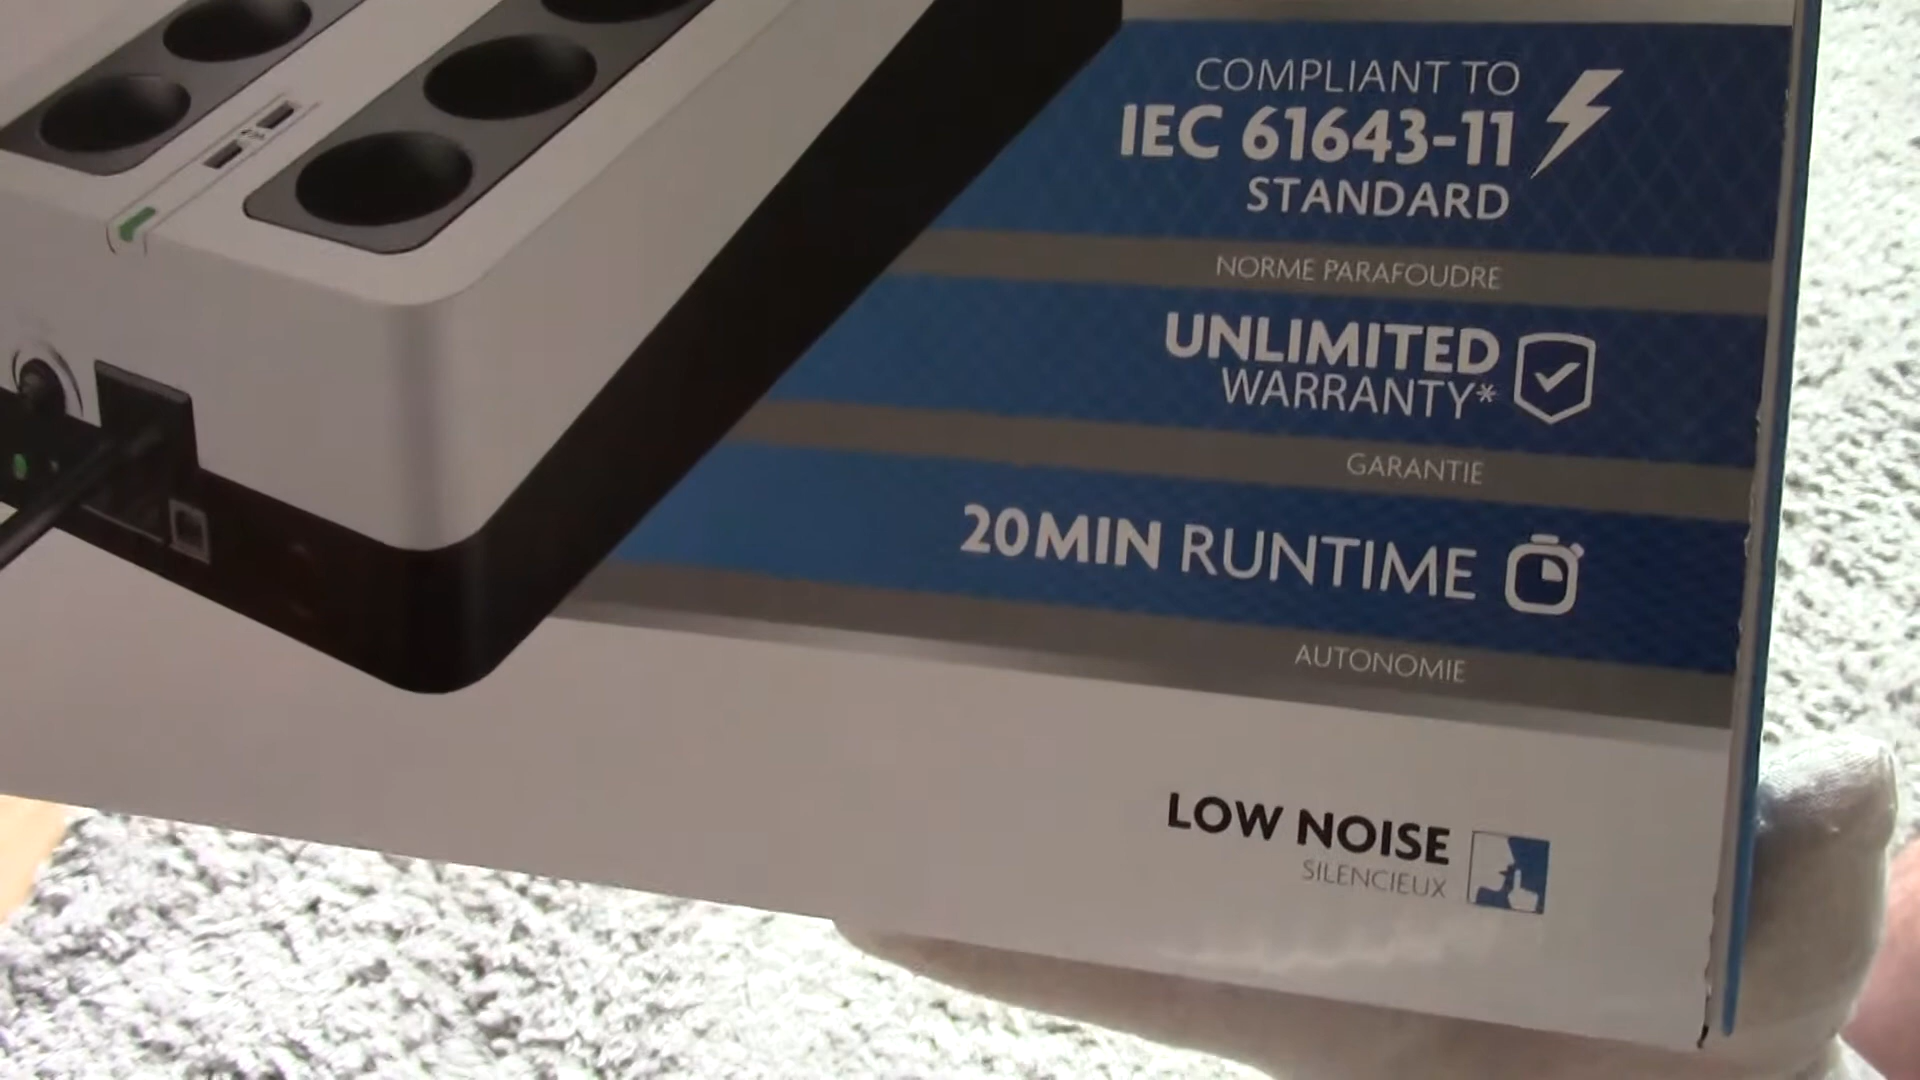 COMPLIANT TO
IEC 61643-11
STANDARD
NORME PARAFOUDRE
UNLIMITED
WARRANTY*
GARANTIE
20MIN RUNTIME
AUTONOMIE
LOW NOISE
SILENCIEUX